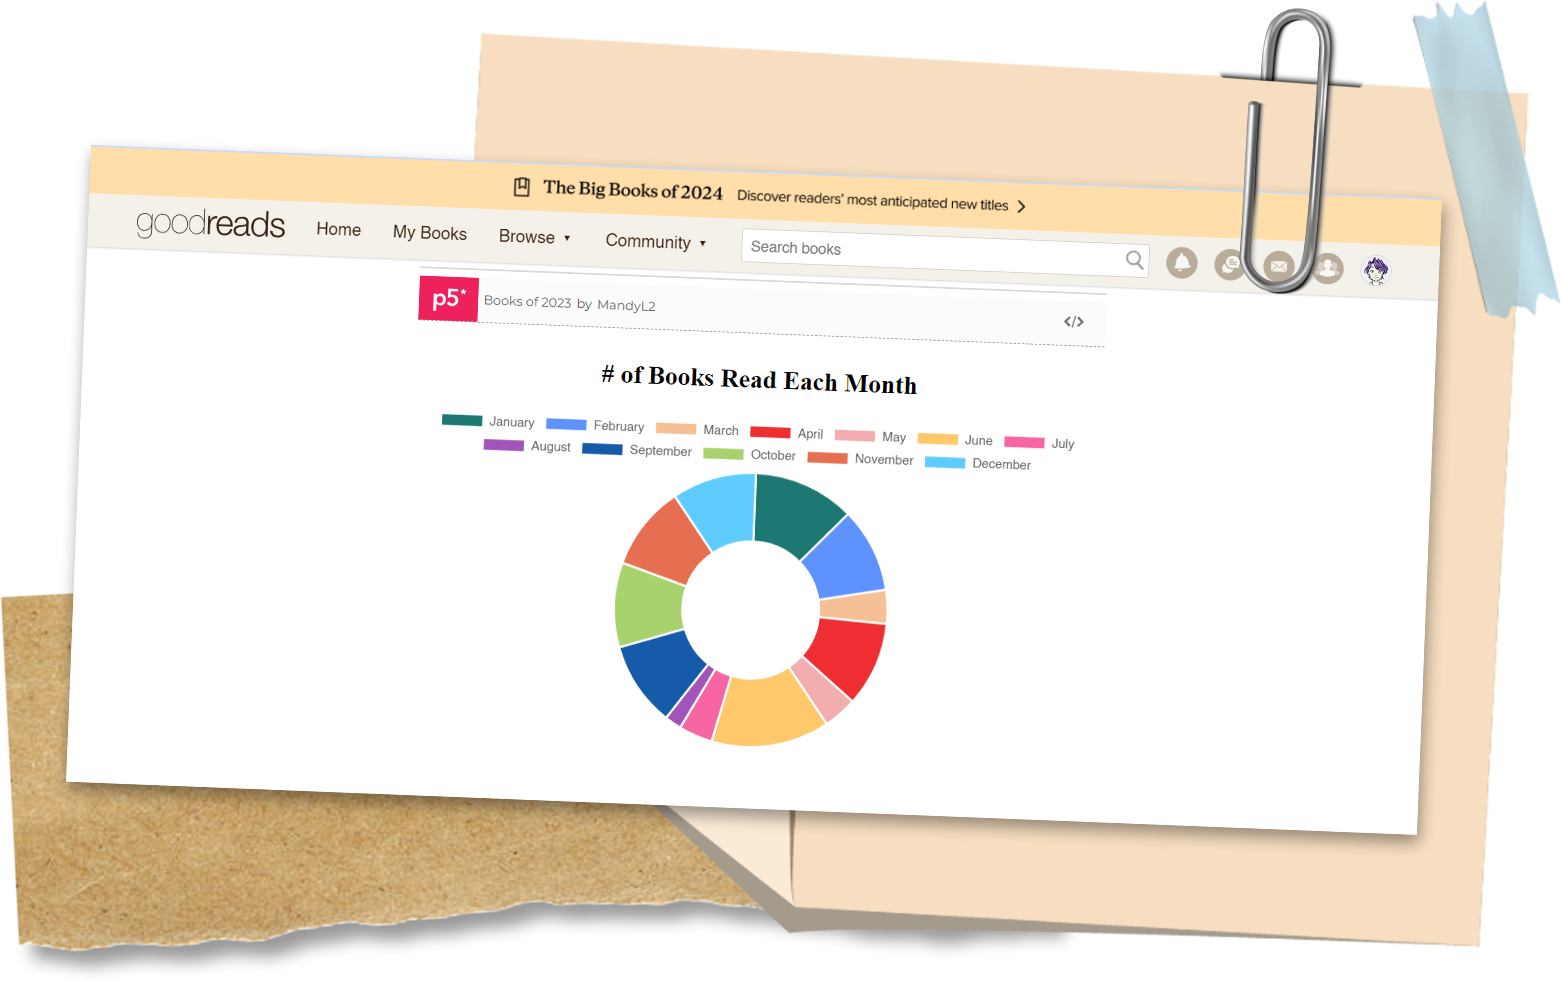 The Big Books of 2024 Discover readers' most anticipated new titles
goodreads Home My Books Browse Community Search books
p5* Books of 2023 by MandyL2 </>
# of Books Read Each Month
January February March April May June July
August September October November December